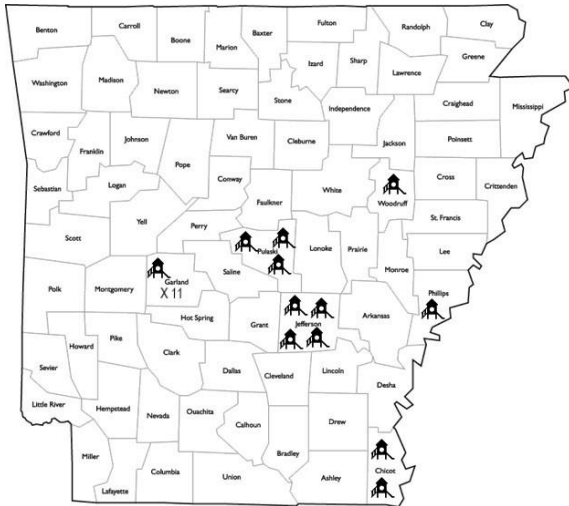 Benton
Carroll
Boone
Marion
Baxter
Fulton
Randolph
Clay
Izard
Sharp
Greene
Lawrence
Washington
Madison
Newton
Searcy
Stone
Independence
Craighead
Mississippi
Crawford
Franklin
Johnson
Van Buren
Cleburne
Jackson
Poinsett
Pope
Logan
Conway
White
Woodruff
Cross
Crittenden
Sebastian
Faulkner
St. Francis
Yell
Perry
Scott
Pulaski
Lonoke
Prairie
Lee
Monroe
Saline
Garland
X 11
Phillips
Polk
Montgomery
Hot Spring
Grant
Jefferson
Arkansas
Howard
Pike
Clark
Sevier
Dallas
Cleveland
Lincoln
Desha
Little River
Hempstead
Nevada
Ouachita
Calhoun
Drew
Bradley
Miller
Chicot
Columbia
Union
Ashley
Lafayette